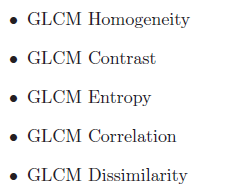 • GLCM Homogeneity
• GLCM Contrast
• GLCM Entropy
• GLCM Correlation
• GLCM Dissimilarity